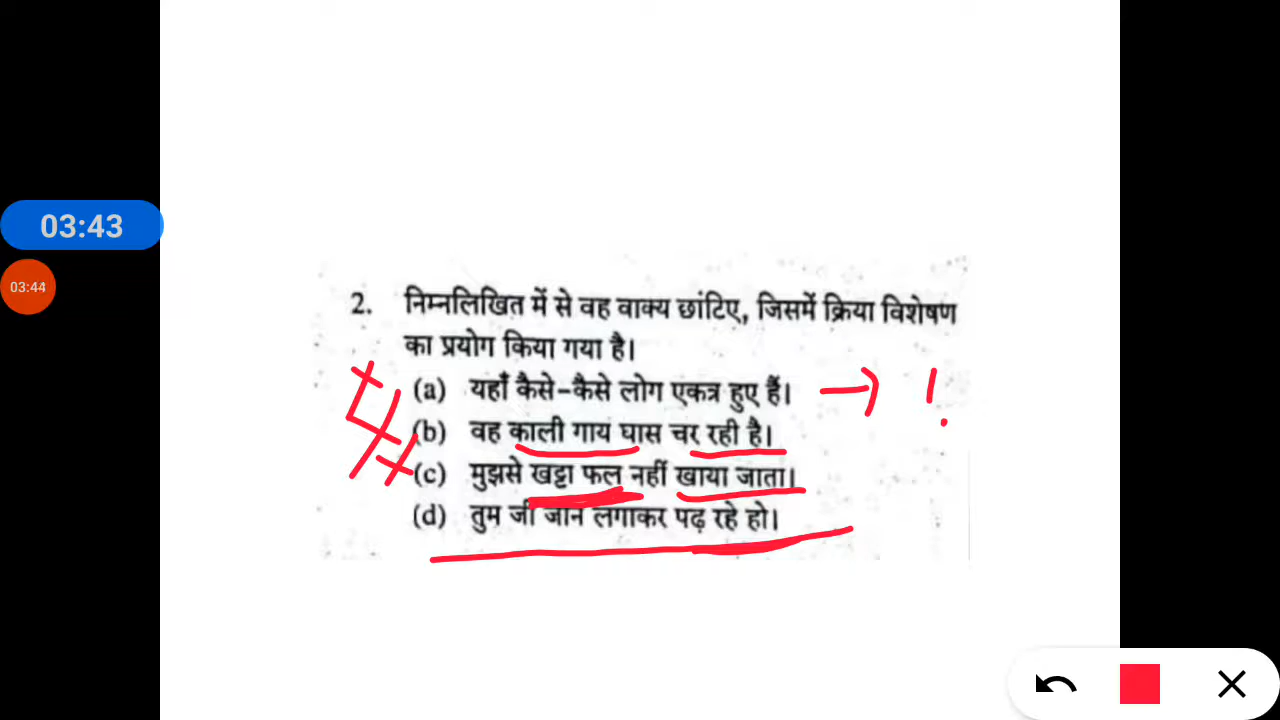 03:43
03:44
2. निम्नलिखित में से वह वाक्य छांटिए, जिसमें क्रिया विशेषण
का प्रयोग किया गया है।
(a) यहाँ कैसे-कैसे लोग एकत्र हुए हैं। !
(b) वह काली गाय घास चर रही है।
(c) मुझसे खट्टा फल नहीं खाया जाता।
(d) तुम जी जान लगाकर पढ़ रहे हो।